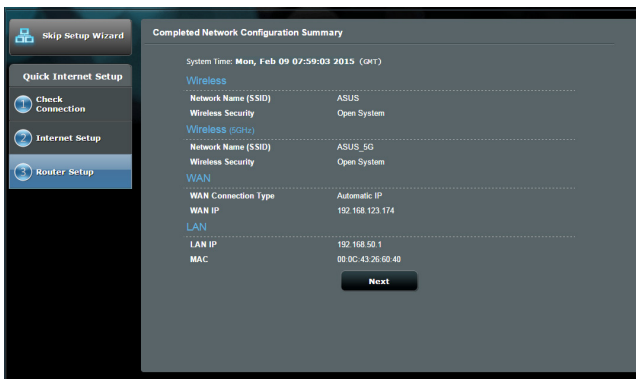 Skip Setup Wizard
Quick Internet Setup
1 Check Connection
2 Internet Setup
3 Router Setup
Completed Network Configuration Summary
System Time: Mon, Feb 09 07:59:03 2015 (GMT)
Wireless
Network Name (SSID) ASUS
Wireless Security Open System
Wireless (5GHz)
Network Name (SSID) ASUS_5G
Wireless Security Open System
WAN
WAN Connection Type Automatic IP
WAN IP 192.168.123.174
LAN
LAN IP 192.168.50.1
MAC 00:0C:43:26:60:40
Next